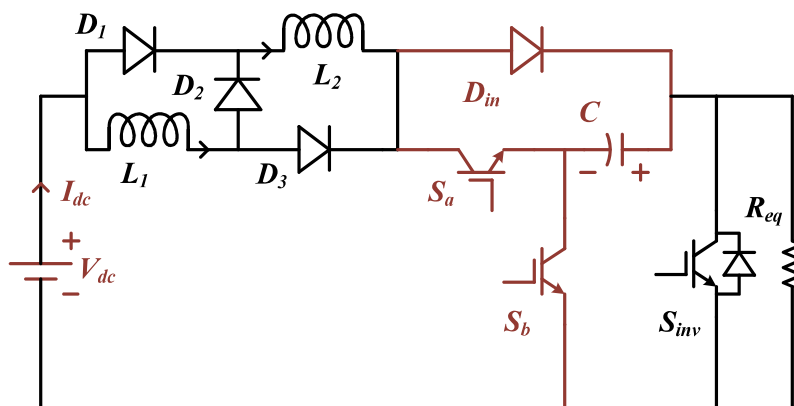 D1
L2
D2
Din
C
L1
D3
Sa
− +
Idc
+
Vdc
−
Req
Sb
Sinv